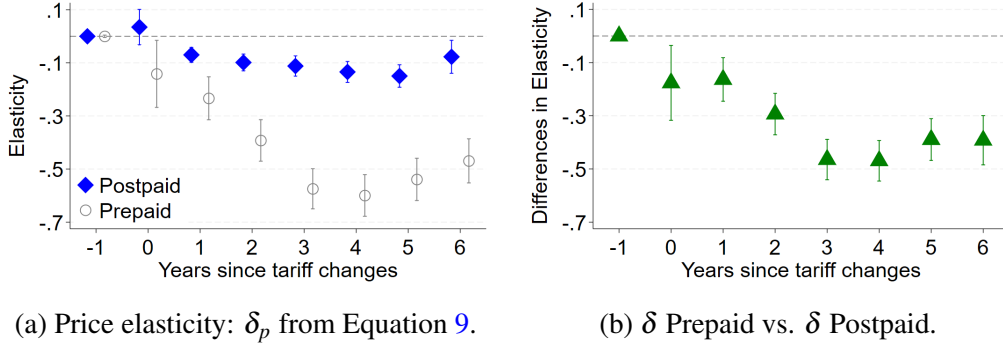 .1
-.1
-.3
-.5
-.7
Elasticity
Postpaid
Prepaid
-1 0 1 2 3 4 5 6
Years since tariff changes
(a) Price elasticity: δp from Equation 9.
.1
-.1
-.3
-.5
-.7
Differences in Elasticity
-1 0 1 2 3 4 5 6
Years since tariff changes
(b) δ Prepaid vs. δ Postpaid.